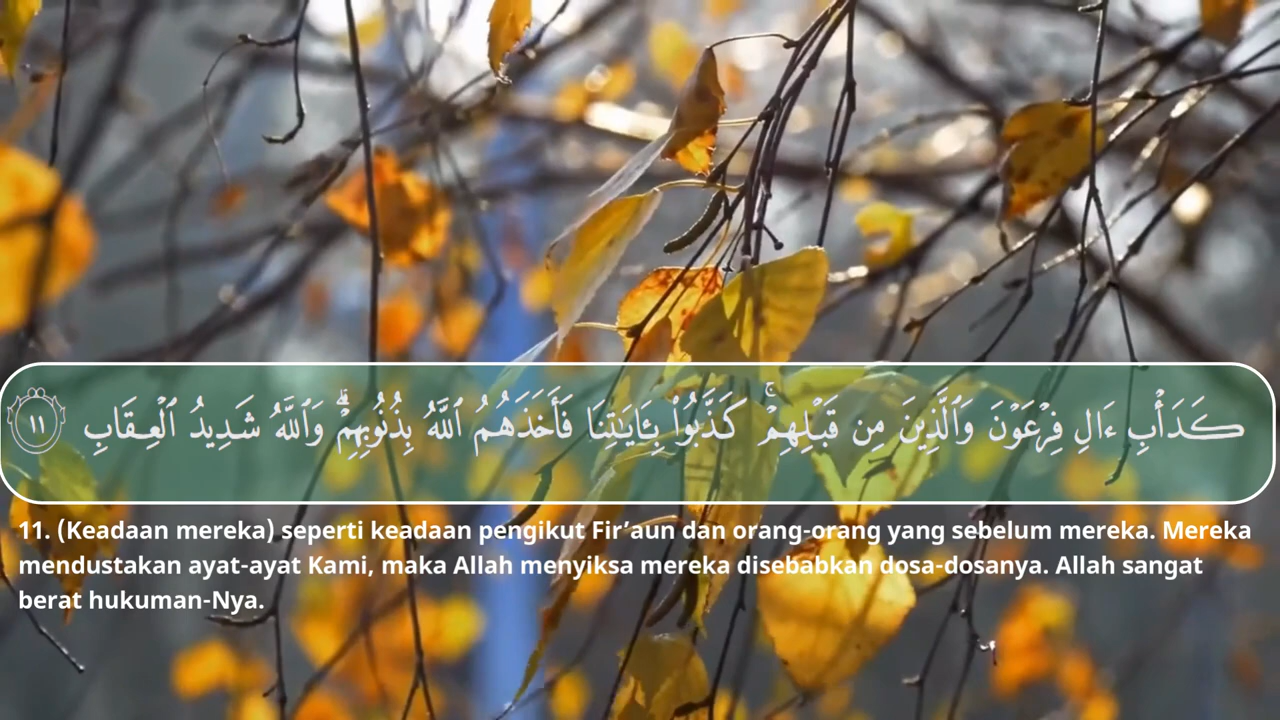 كَدَأْبِ ءَالِ فِرْعَوْنَ وَٱلَّذِينَ مِن قَبْلِهِمْ ۚ كَذَّبُوا۟ بِـَٔايَـٰتِنَا فَأَخَذَهُمُ ٱللَّهُ بِذُنُوبِهِمْ ۗ وَٱللَّهُ شَدِيدُ ٱلْعِقَابِ ١١
11. (Keadaan mereka) seperti keadaan pengikut Fir’aun dan orang-orang yang sebelum mereka. Mereka
mendustakan ayat-ayat Kami, maka Allah menyiksa mereka disebabkan dosa-dosanya. Allah sangat
berat hukuman-Nya.